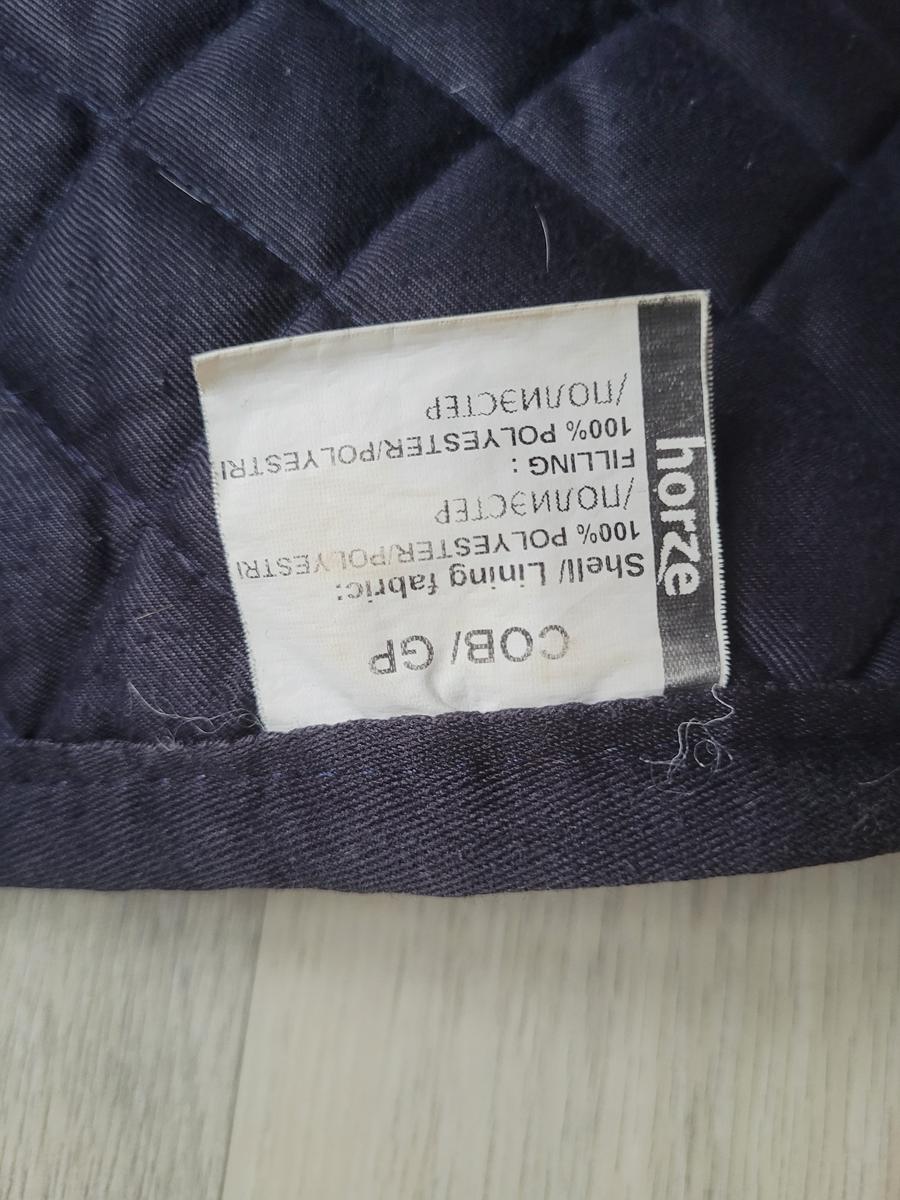 horze
COB/ GP
Shell/ Lining fabric:
100% POLYESTER/POLYESTRI
/ПОЛИЭСТЕР
FILLING :
100% POLYESTER/POLYESTRI
/ПОЛИЭСТЕР